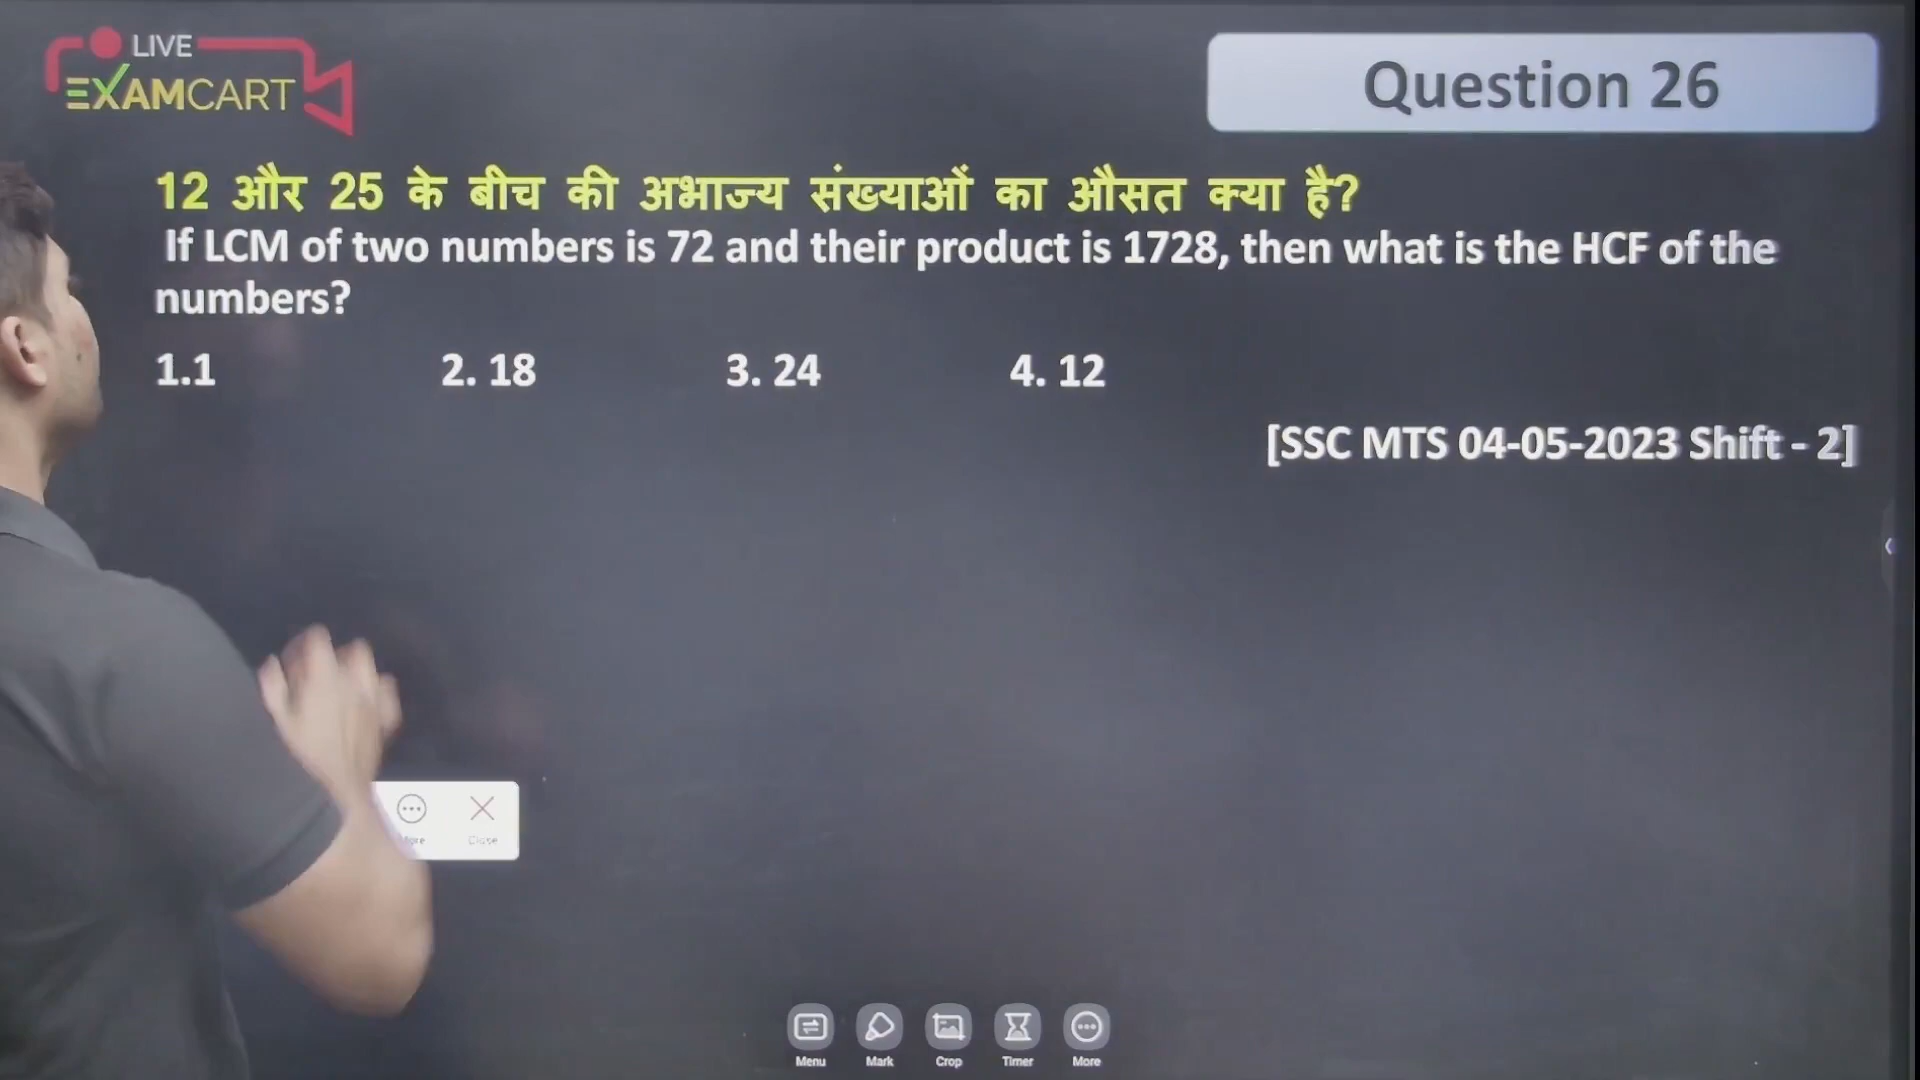 LIVE
EXAMCART
Question 26
12 और 25 के बीच की अभाज्य संख्याओं का औसत क्या है?
If LCM of two numbers is 72 and their product is 1728, then what is the HCF of the
numbers?
1.1 2. 18 3. 24 4. 12
[SSC MTS 04-05-2023 Shift - 2]
More Close
Menu Mark Crop Timer More